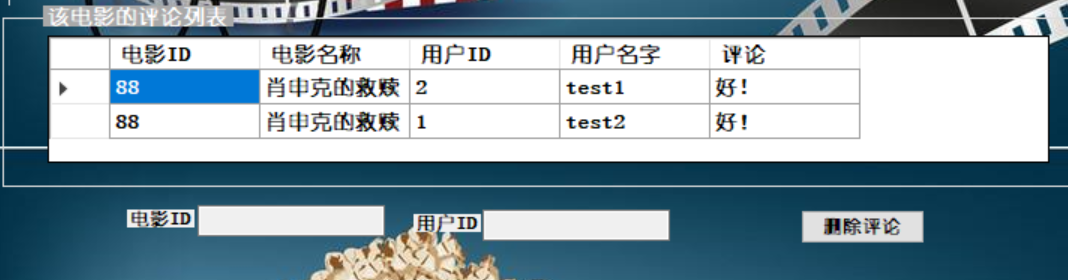 该电影的评论列表
电影ID 电影名称 用户ID 用户名字 评论
88 肖申克的救赎 2 test1 好!
88 肖申克的救赎 1 test2 好!
电影ID 用户ID 删除评论